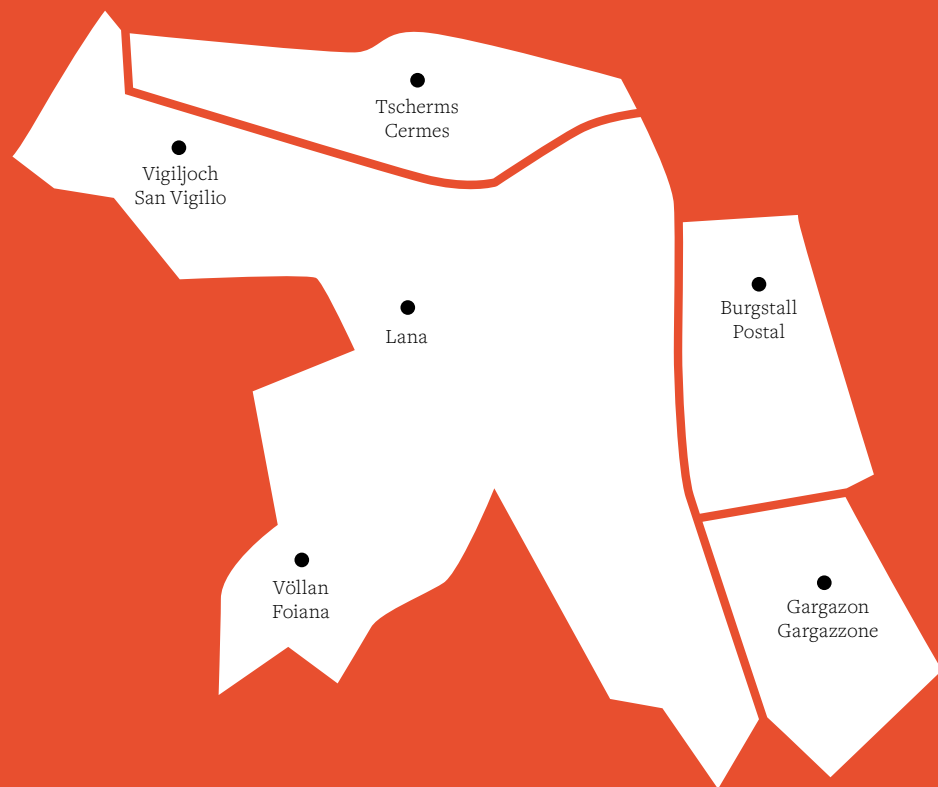 Tscherms
Cermes
Vigiljoch
San Vigilio
Lana
Burgstall
Postal
Völlan
Foiana
Gargazon
Gargazzone